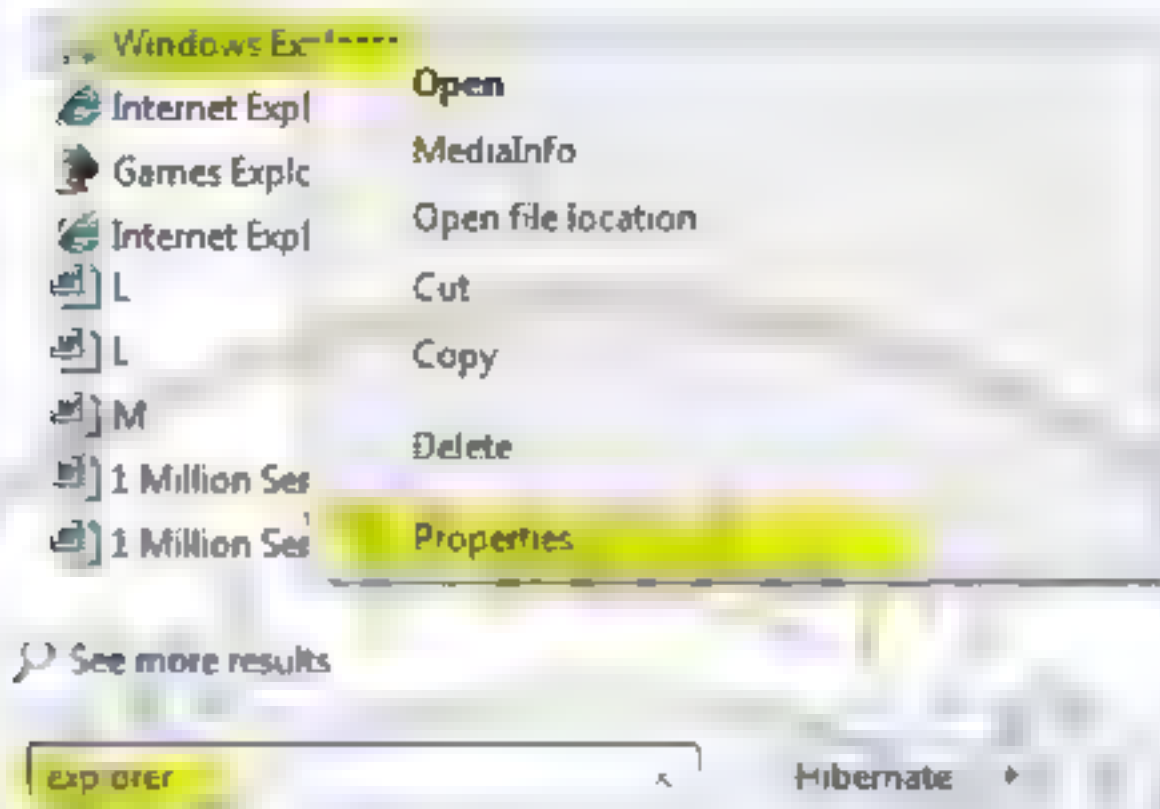 Windows Explorer
Open
Internet Expl
MediaInfo
Games Explo
Open file location
Internet Expl
L
Cut
L
Copy
M
Delete
1 Million Ser
1 Million Ser
Properties
See more results
explorer
Hibernate